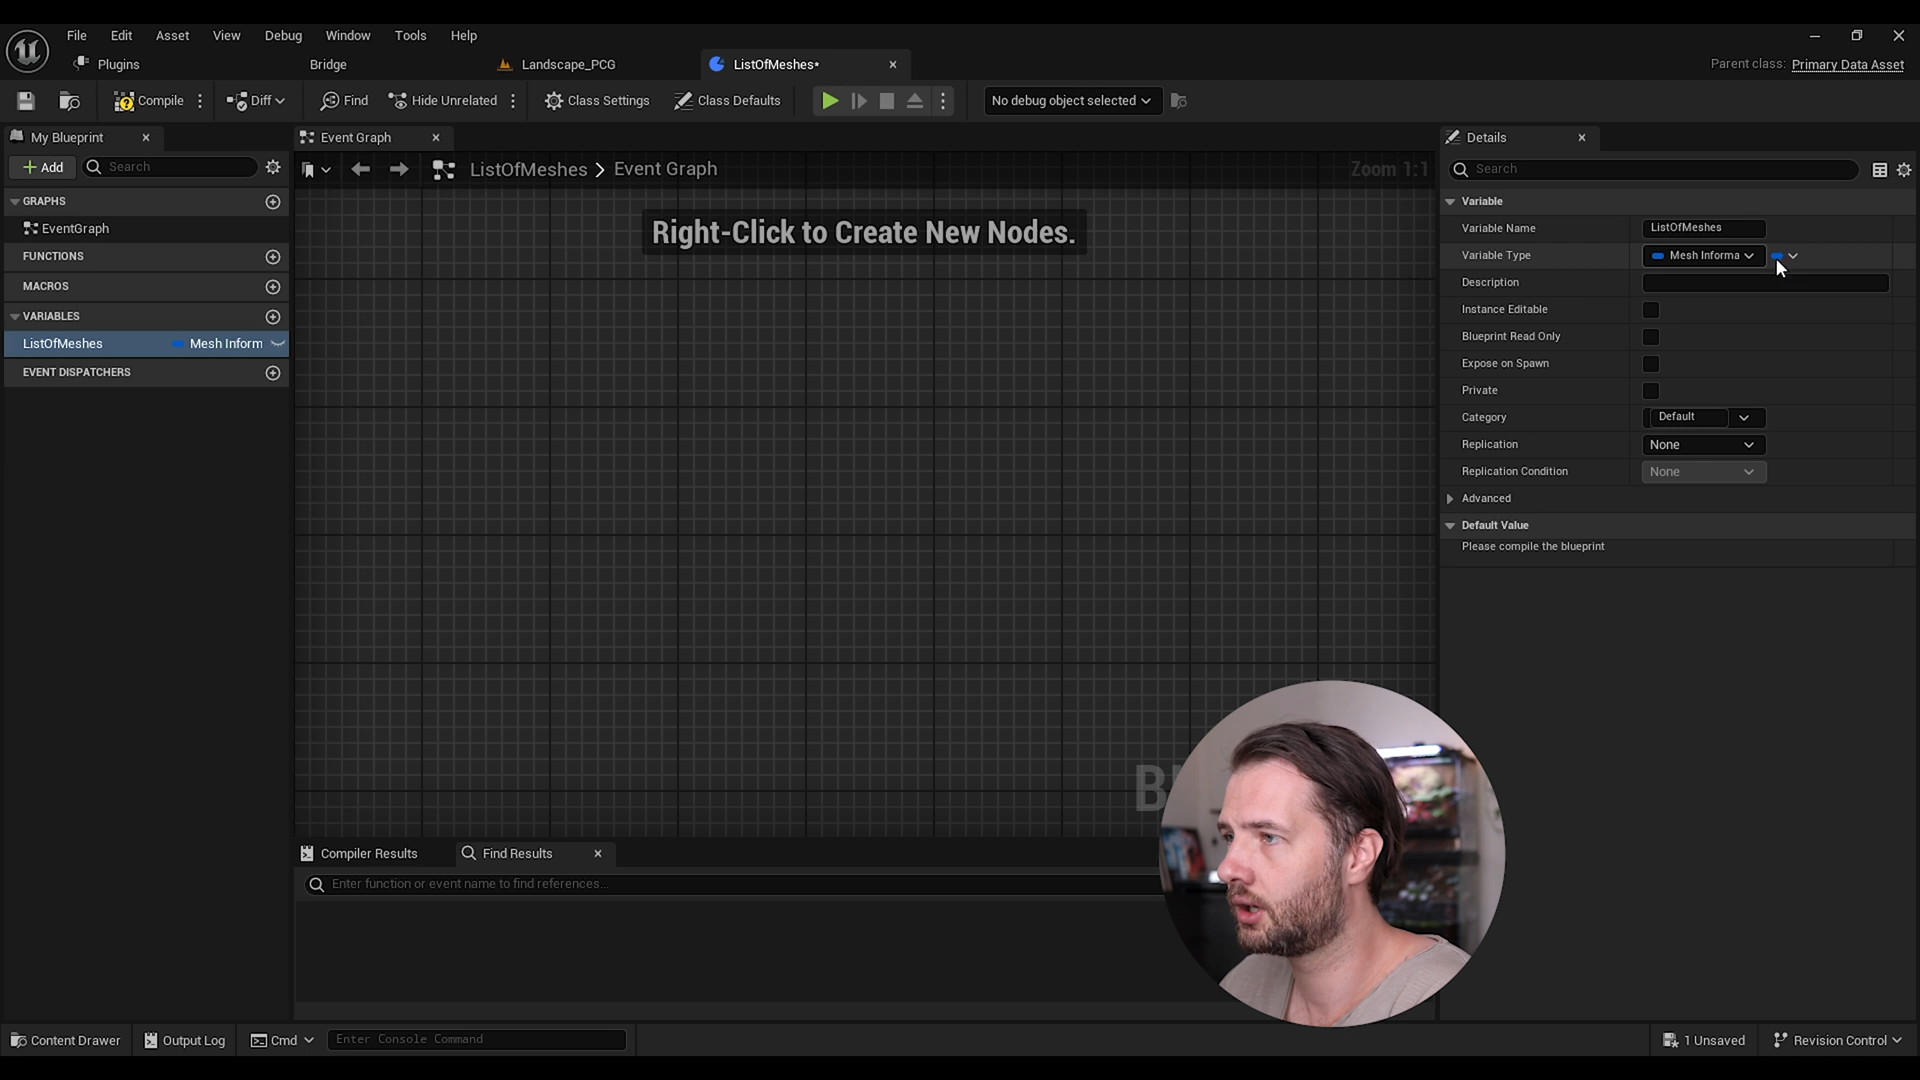 File Edit Asset View Debug Window Tools Help
Plugins Bridge Landscape_PCG ListOfMeshes* Parent class: Primary Data Asset
Compile Diff Find Hide Unrelated Class Settings Class Defaults No debug object selected
My Blueprint
Add Search
GRAPHS
EventGraph
FUNCTIONS
MACROS
VARIABLES
ListOfMeshes Mesh Inform
EVENT DISPATCHERS
Event Graph
ListOfMeshes > Event Graph Zoom 1:1
Right-Click to Create New Nodes.
Compiler Results Find Results
Enter function or event name to find references...
Details
Search
Variable
Variable Name ListOfMeshes
Variable Type Mesh Informa
Description
Instance Editable
Blueprint Read Only
Expose on Spawn
Private
Category Default
Replication None
Replication Condition None
Advanced
Default Value
Please compile the blueprint
Content Drawer Output Log Cmd Enter Console Command 1 Unsaved Revision Control